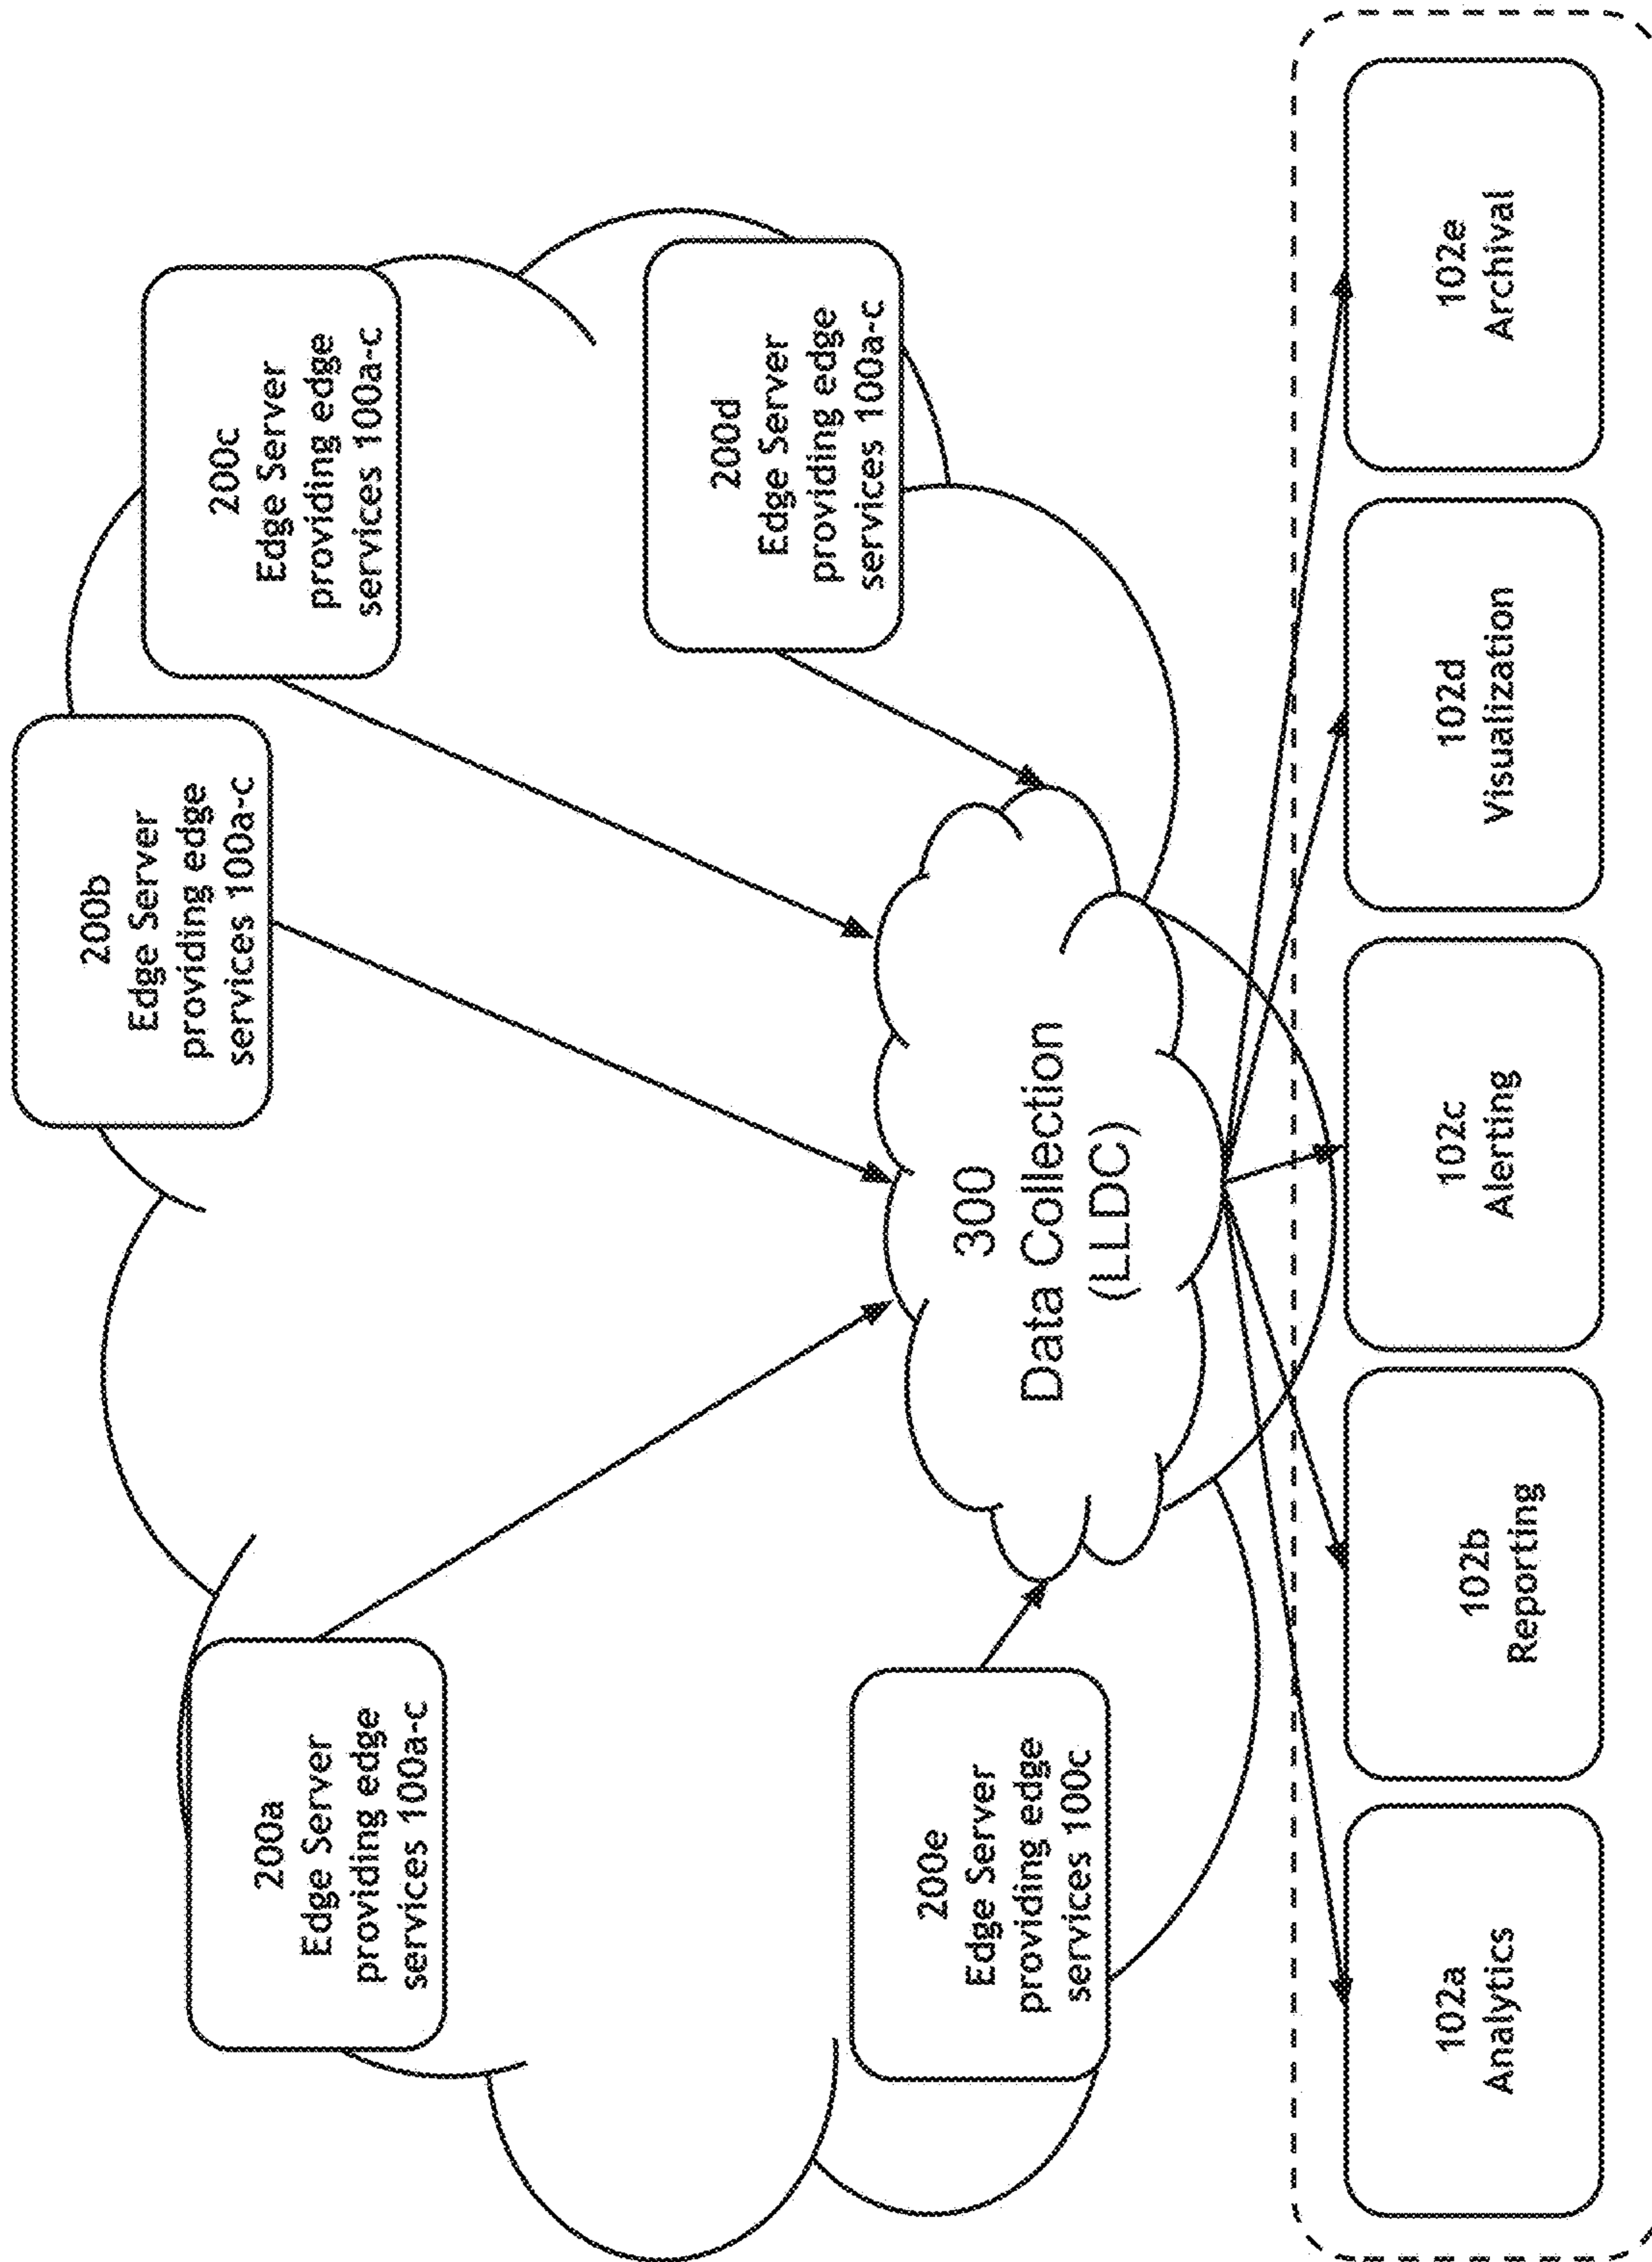 200b
Edge Server
providing edge
services 100a-c
200c
Edge Server
providing edge
services 100a-c
200a
Edge Server
providing edge
services 100a-c
200d
Edge Server
providing edge
services 100a-c
200e
Edge Server
providing edge
services 100c
300
Data Collection
(LLDC)
102a
Analytics
102b
Reporting
102c
Alerting
102d
Visualization
102e
Archival